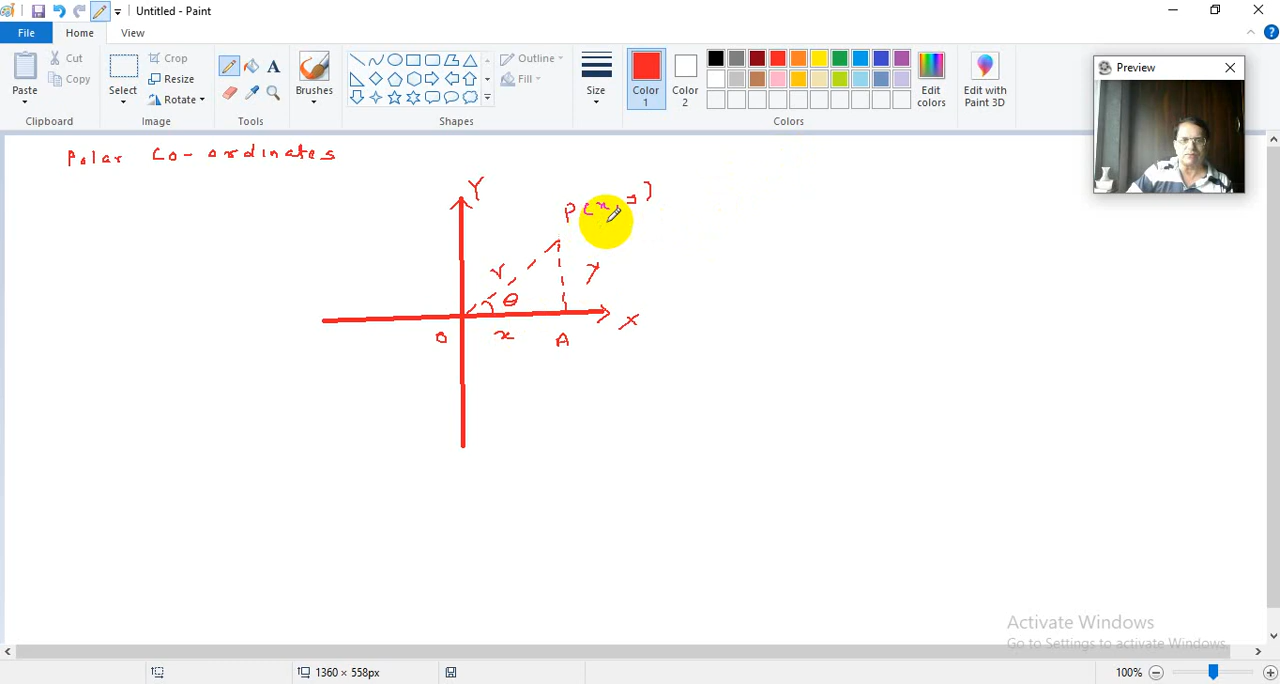 Untitled - Paint
File Home View
Cut
Copy
Paste
Clipboard
Select
Crop
Resize
Rotate
Image
Tools
Brushes
Shapes
Outline
Fill
Size
Color 1
Color 2
Colors
Edit colors
Edit with Paint 3D
Preview
Polar Co-ordinates
Y
P(x, y)
r
θ
y
O
x
A
X
Activate Windows
Go to Settings to activate Windows.
1360 × 558px
100%